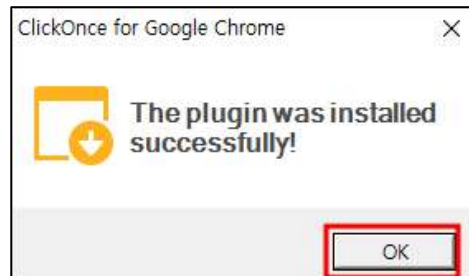 ClickOnce for Google Chrome
The plugin was installed
successfully!
OK